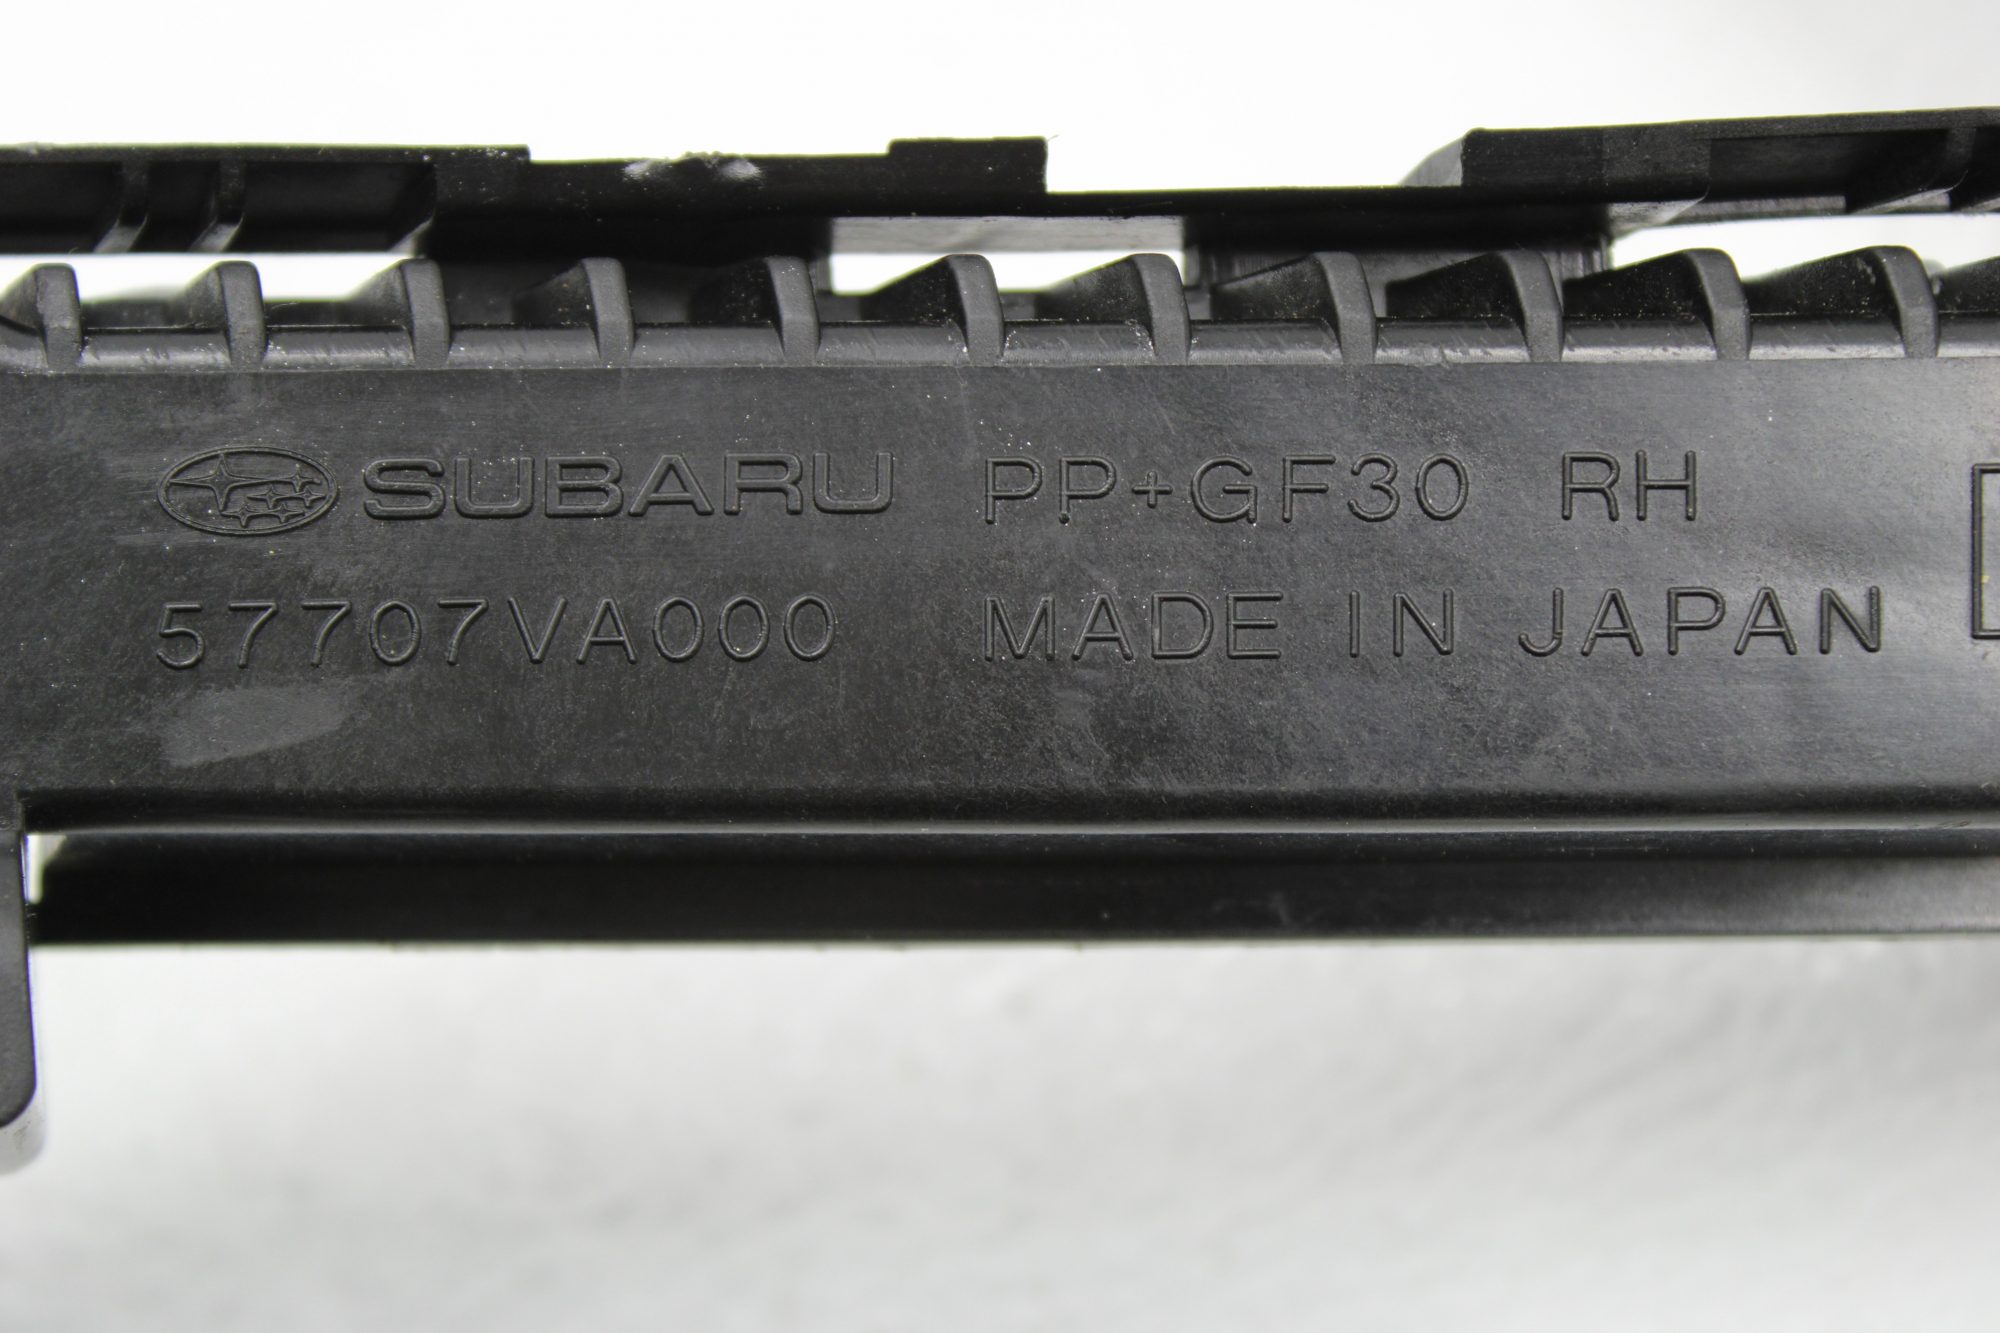 SUBARU PP+GF30 RH
57707VA000 MADE IN JAPAN